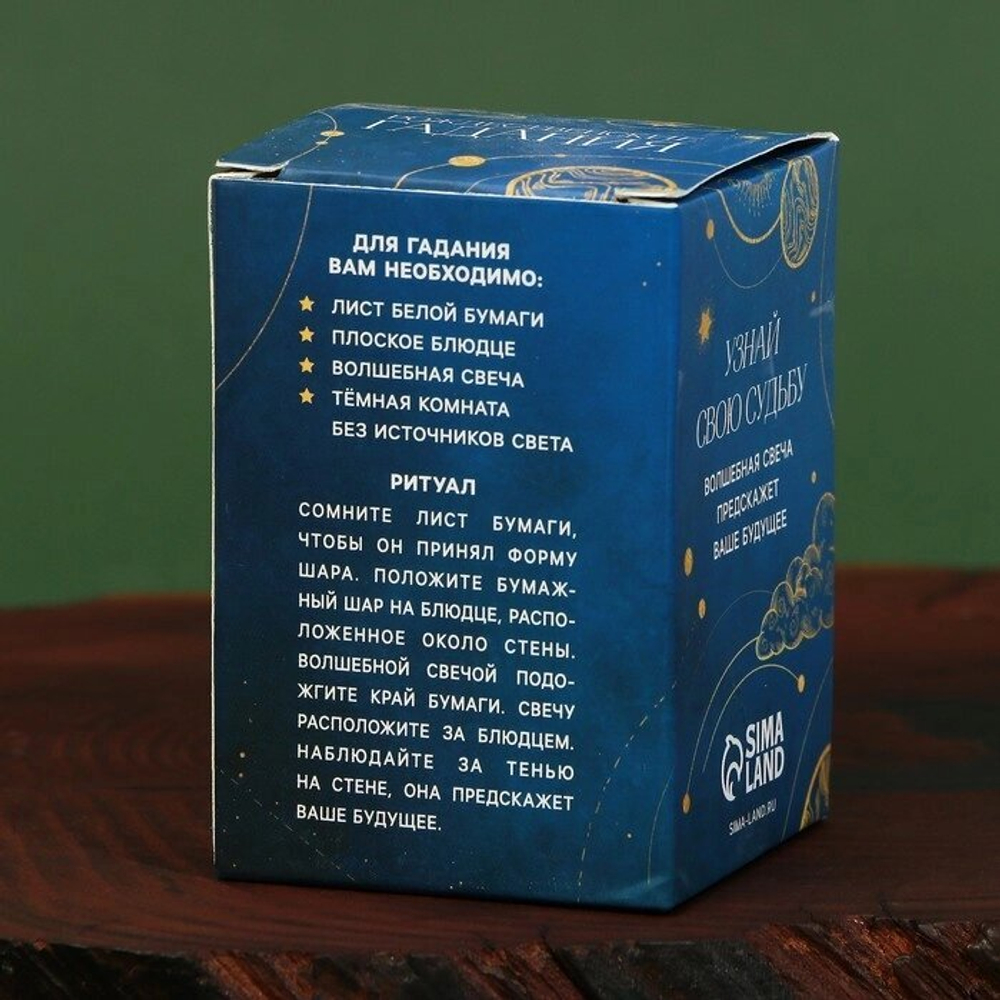 РОЖДЕСТВЕНСКИЕ
ГАДАНИЯ
ДЛЯ ГАДАНИЯ
ВАМ НЕОБХОДИМО:
ЛИСТ БЕЛОЙ БУМАГИ
ПЛОСКОЕ БЛЮДЦЕ
ВОЛШЕБНАЯ СВЕЧА
ТЁМНАЯ КОМНАТА
БЕЗ ИСТОЧНИКОВ СВЕТА
РИТУАЛ
СОМНИТЕ ЛИСТ БУМАГИ,
ЧТОБЫ ОН ПРИНЯЛ ФОРМУ
ШАРА. ПОЛОЖИТЕ БУМАЖ-
НЫЙ ШАР НА БЛЮДЦЕ, РАСПО-
ЛОЖЕННОЕ ОКОЛО СТЕНЫ.
ВОЛШЕБНОЙ СВЕЧОЙ ПОДО-
ЖГИТЕ КРАЙ БУМАГИ. СВЕЧУ
РАСПОЛОЖИТЕ ЗА БЛЮДЦЕМ.
НАБЛЮДАЙТЕ ЗА ТЕНЬЮ
НА СТЕНЕ, ОНА ПРЕДСКАЖЕТ
ВАШЕ БУДУЩЕЕ.
УЗНАЙ
СВОЮ СУДЬБУ
ВОЛШЕБНАЯ СВЕЧА
ПРЕДСКАЖЕТ
ВАШЕ БУДУЩЕЕ
SIMA
LAND
SIMA-LAND.RU